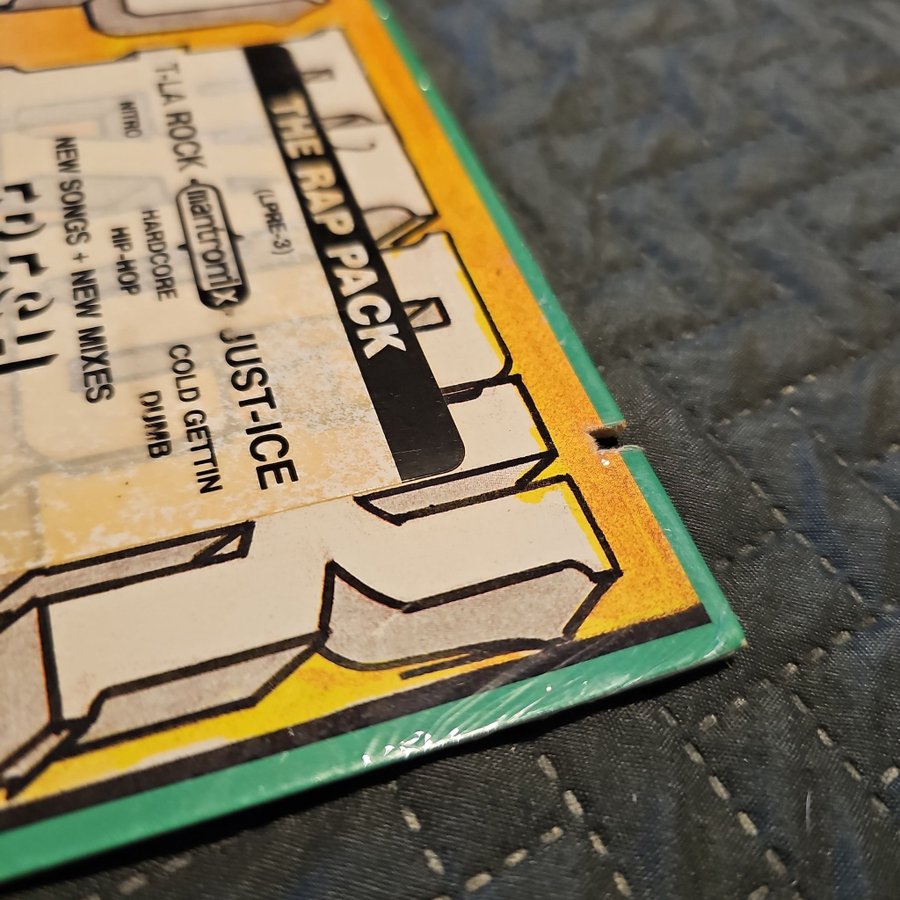 THE RAP PACK
(LPRE-3)
T-LA ROCK • mantronix • JUST-ICE
NITRO
HARDCORE
HIP-HOP
COLD GETTIN
DUMB
NEW SONGS + NEW MIXES